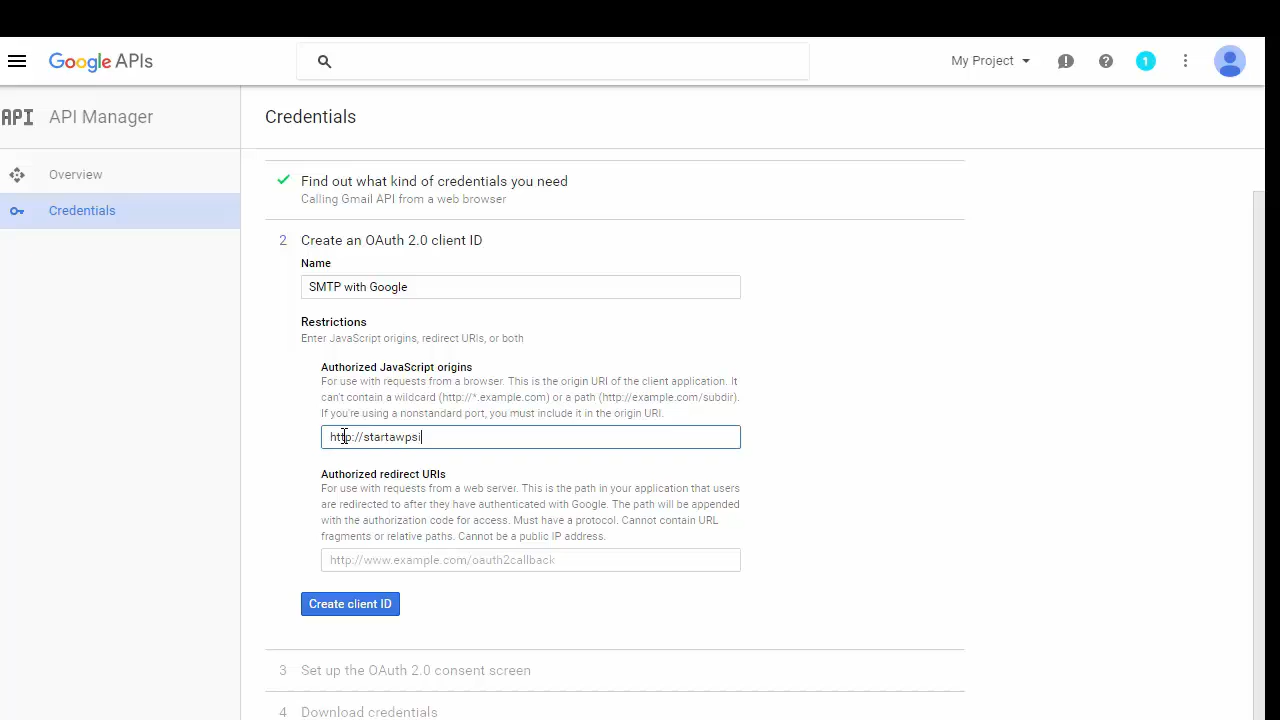 Google APIs
My Project
1
API API Manager
Credentials
Overview
Credentials
Find out what kind of credentials you need
Calling Gmail API from a web browser
2 Create an OAuth 2.0 client ID
Name
SMTP with Google
Restrictions
Enter JavaScript origins, redirect URIs, or both
Authorized JavaScript origins
For use with requests from a browser. This is the origin URI of the client application. It
can't contain a wildcard (http://*.example.com) or a path (http://example.com/subdir).
If you're using a nonstandard port, you must include it in the origin URI.
http://startawpsi
Authorized redirect URIs
For use with requests from a web server. This is the path in your application that users
are redirected to after they have authenticated with Google. The path will be appended
with the authorization code for access. Must have a protocol. Cannot contain URL
fragments or relative paths. Cannot be a public IP address.
http://www.example.com/oauth2callback
Create client ID
3 Set up the OAuth 2.0 consent screen
4 Download credentials